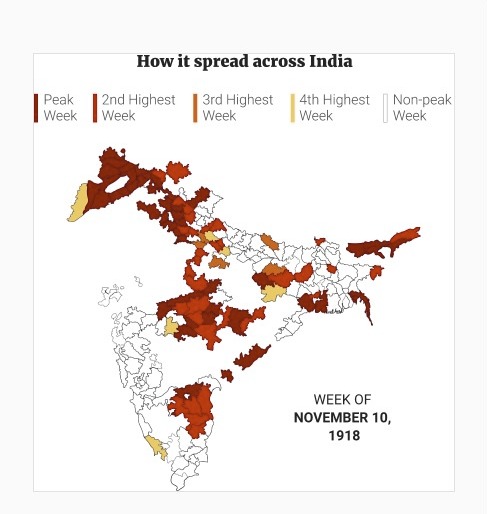 How it spread across India
Peak 2nd Highest 3rd Highest 4th Highest Non-peak
Week Week Week Week Week
WEEK OF
NOVEMBER 10,
1918